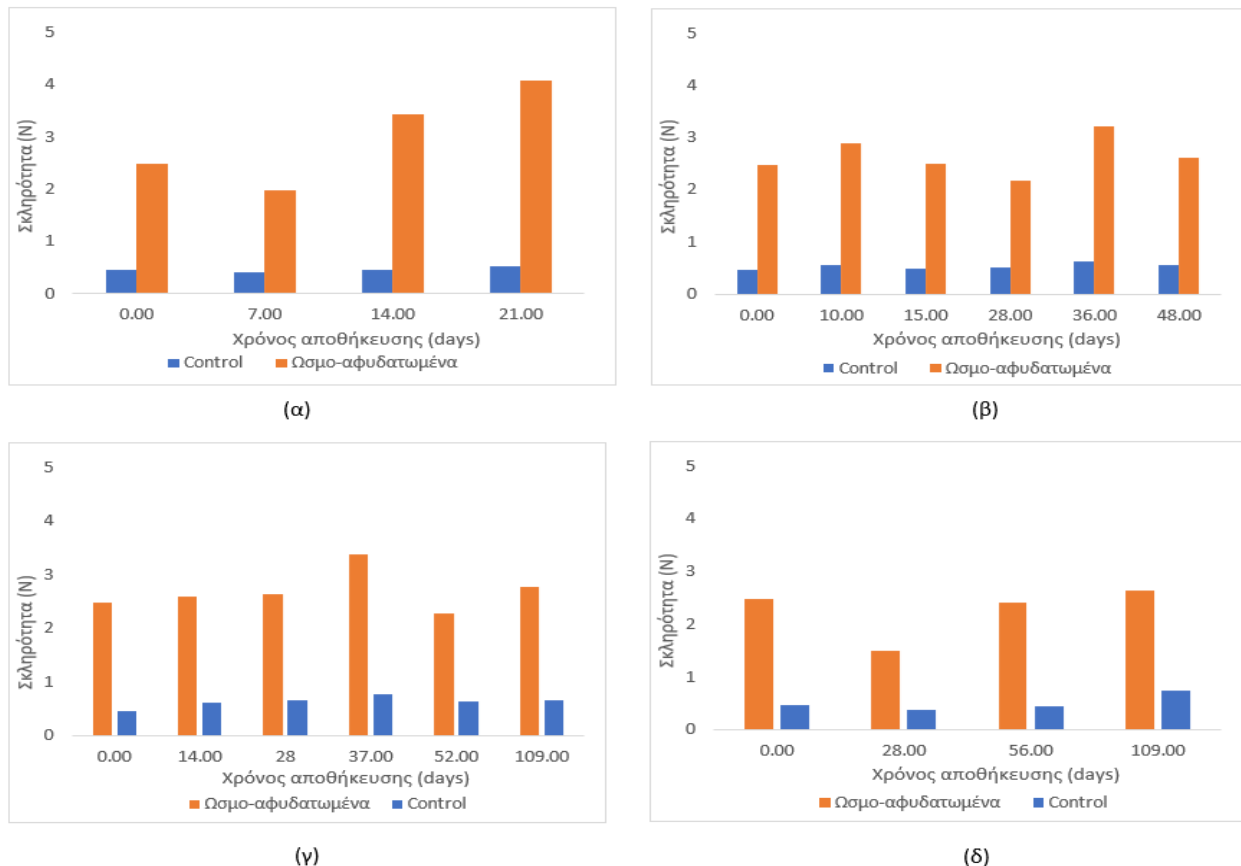 5
4
3
2
1
0
Σκληρότητα (N)
0.00 7.00 14.00 21.00
Χρόνος αποθήκευσης (days)
Control Ωσμο-αφυδατωμένα
(α)
5
4
3
2
1
0
Σκληρότητα (N)
0.00 10.00 15.00 28.00 36.00 48.00
Χρόνος αποθήκευσης (days)
Control Ωσμο-αφυδατωμένα
(β)
5
4
3
2
1
0
Σκληρότητα (N)
0.00 14.00 28 37.00 52.00 109.00
Χρόνος αποθήκευσης (days)
Ωσμο-αφυδατωμένα Control
(γ)
5
4
3
2
1
0
Σκληρότητα (N)
0.00 28.00 56.00 109.00
Χρόνος αποθήκευσης (days)
Ωσμο-αφυδατωμένα Control
(δ)